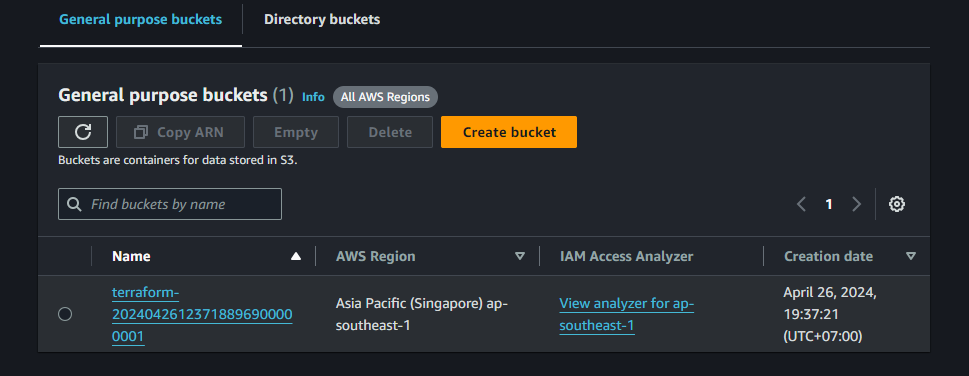 General purpose buckets Directory buckets
General purpose buckets (1) Info All AWS Regions
Copy ARN Empty Delete Create bucket
Buckets are containers for data stored in S3.
Find buckets by name 1
Name AWS Region IAM Access Analyzer Creation date
terraform-
2024042612371889690000
0001
Asia Pacific (Singapore) ap-
southeast-1
View analyzer for ap-
southeast-1
April 26, 2024,
19:37:21
(UTC+07:00)